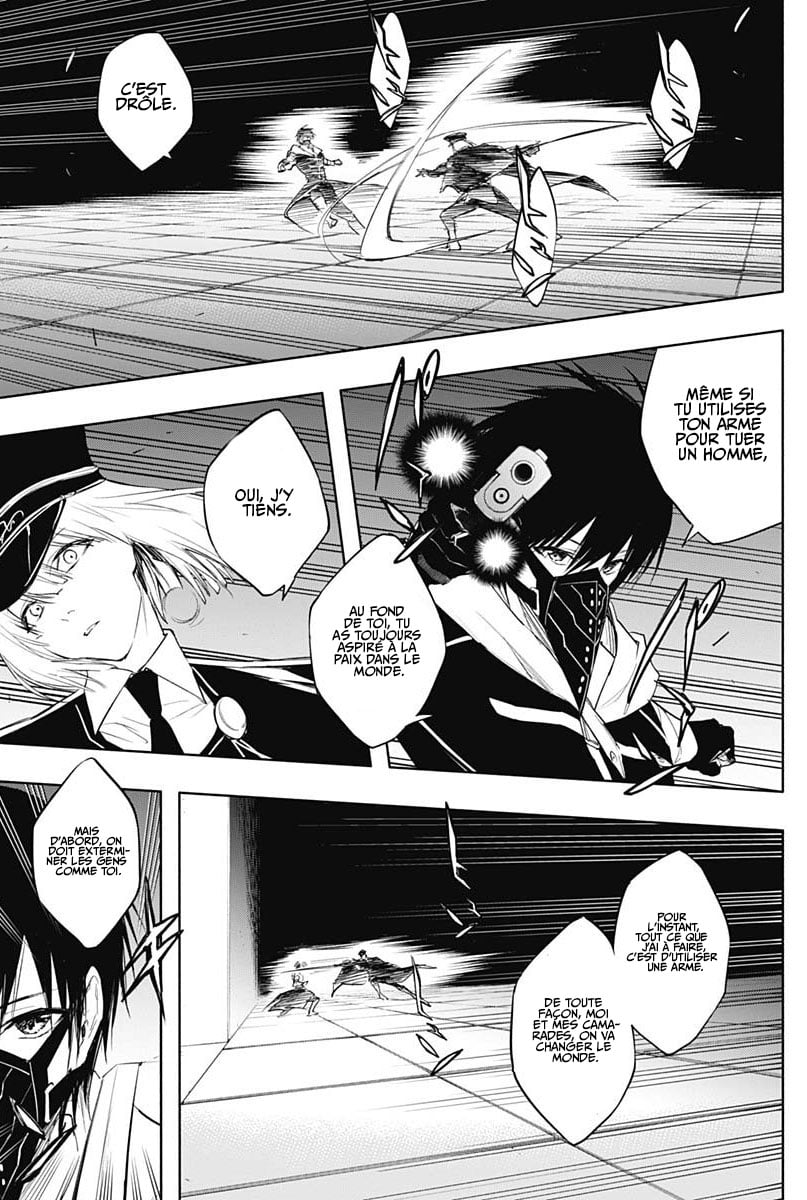 C'EST
DRÔLE.
MÊME SI
TU UTILISES
TON ARME
POUR TUER
UN HOMME,
AU FOND
DE TOI, TU
AS TOUJOURS
ASPIRÉ À LA
PAIX DANS LE
MONDE.
OUI, J'Y
TIENS.
POUR
L'INSTANT,
TOUT CE QUE
J'AI À FAIRE,
C'EST D'UTILISER
UNE ARME.
DE TOUTE
FAÇON, MOI
ET MES CAMA-
RADES, ON VA
CHANGER LE
MONDE.
MAIS
D'ABORD, ON
DOIT EXTERMI-
NER LES GENS
COMME TOI.